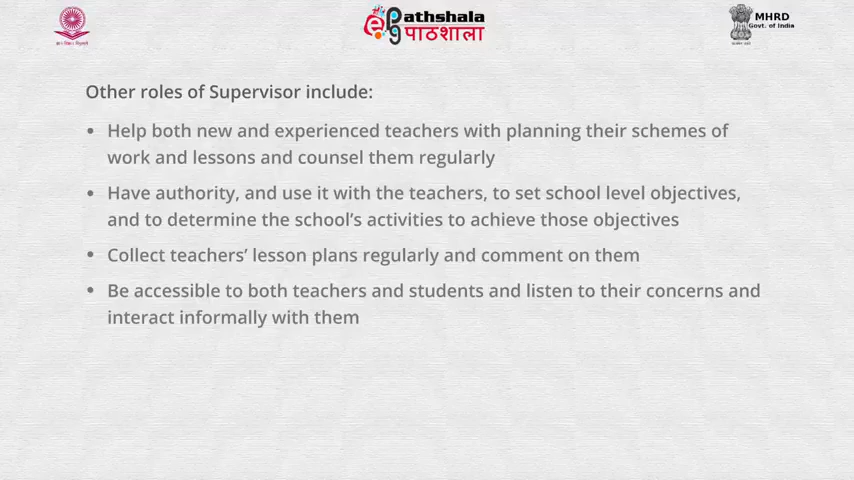 ePathshala
पाठशाला
MHRD
Govt. of India
Other roles of Supervisor include:
• Help both new and experienced teachers with planning their schemes of
work and lessons and counsel them regularly
• Have authority, and use it with the teachers, to set school level objectives,
and to determine the school’s activities to achieve those objectives
• Collect teachers’ lesson plans regularly and comment on them
• Be accessible to both teachers and students and listen to their concerns and
interact informally with them